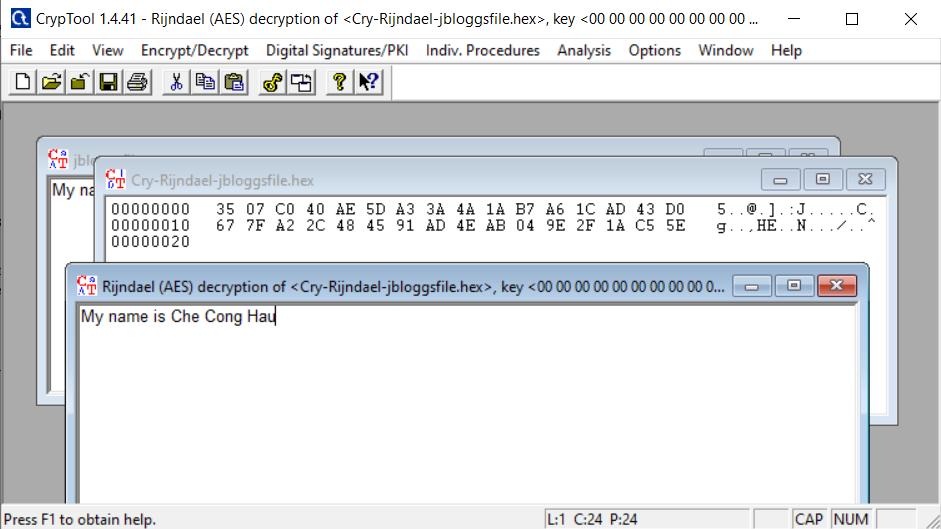 CrypTool 1.4.41 - Rijndael (AES) decryption of <Cry-Rijndael-jbloggsfile.hex>, key <00 00 00 00 00 00 00 00 ...
File Edit View Encrypt/Decrypt Digital Signatures/PKI Indiv. Procedures Analysis Options Window Help
Cry-Rijndael-jbloggsfile.hex
My
00000000 35 07 C0 40 AE 5D A3 3A 4A 1A B7 A6 1C AD 43 D0 5..@.].:J.....C.
00000010 67 7F A2 2C 48 45 91 AD 4E AB 04 9E 2F 1A C5 5E g..,HE..N.../..^
00000020
Rijndael (AES) decryption of <Cry-Rijndael-jbloggsfile.hex>, key <00 00 00 00 00 00 00 00 00 0...
My name is Che Cong Hau
Press F1 to obtain help.
L:1 C:24 P:24
CAP NUM